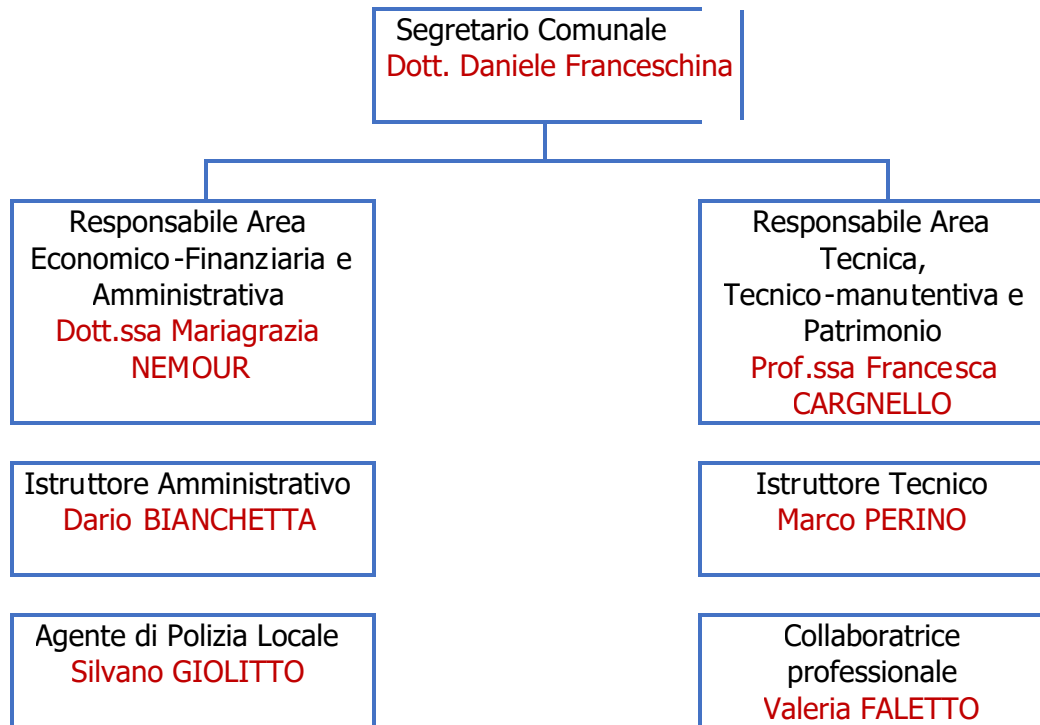 Segretario Comunale
Dott. Daniele Franceschina
Responsabile Area
Economico-Finanziaria e
Amministrativa
Dott.ssa Mariagrazia
NEMOUR
Responsabile Area
Tecnica,
Tecnico-manutentiva e
Patrimonio
Prof.ssa Francesca
CARGNELLO
Istruttore Amministrativo
Dario BIANCHETTA
Istruttore Tecnico
Marco PERINO
Agente di Polizia Locale
Silvano GIOLITTO
Collaboratrice
professionale
Valeria FALETTO